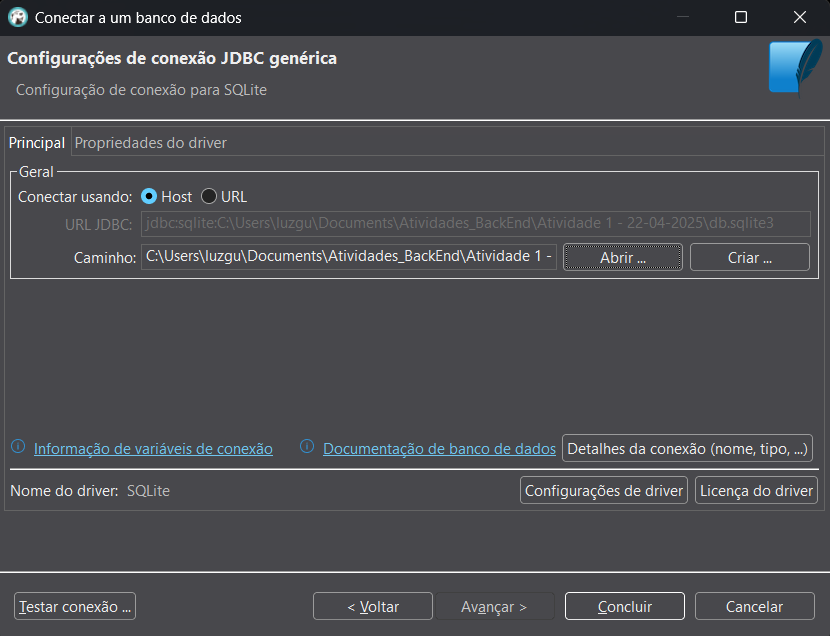 Conectar a um banco de dados
Configurações de conexão JDBC genérica
Configuração de conexão para SQLite
Principal Propriedades do driver
Geral
Conectar usando: Host URL
URL JDBC: jdbc:sqlite:C:\Users\luzgu\Documents\Atividades_BackEnd\Atividade 1 - 22-04-2025\db.sqlite3
Caminho: C:\Users\luzgu\Documents\Atividades_BackEnd\Atividade 1 - Abrir ... Criar ...
Informação de variáveis de conexão Documentação de banco de dados Detalhes da conexão (nome, tipo, ...)
Nome do driver: SQLite Configurações de driver Licença do driver
Testar conexão ... < Voltar Avançar > Concluir Cancelar